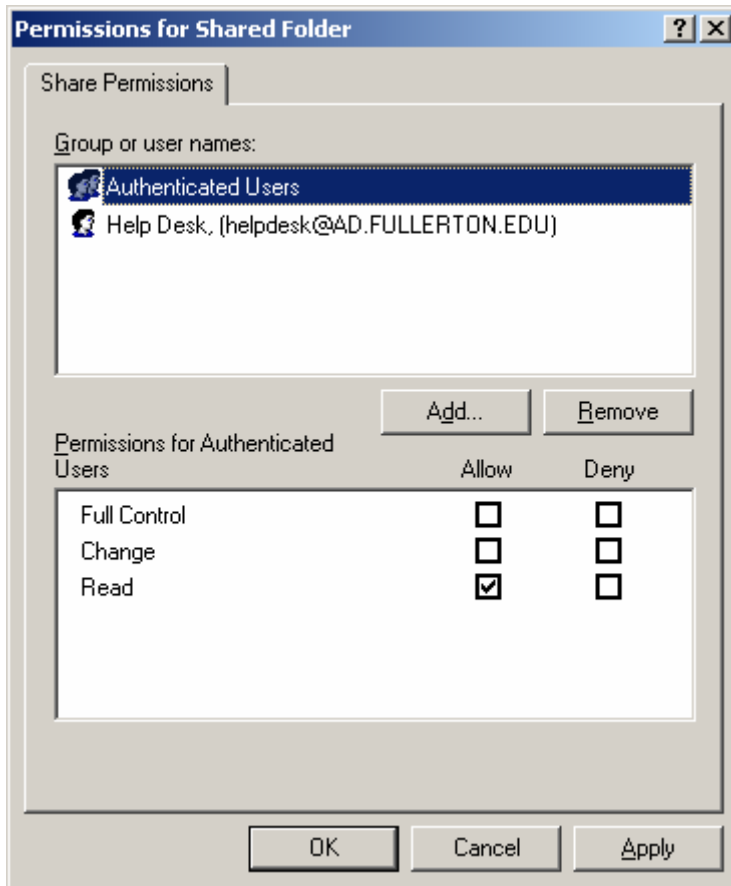 Permissions for Shared Folder
Share Permissions
Group or user names:
Authenticated Users
Help Desk, (helpdesk@AD.FULLERTON.EDU)
Add...
Remove
Permissions for Authenticated
Users
Allow
Deny
Full Control
Change
Read
OK
Cancel
Apply